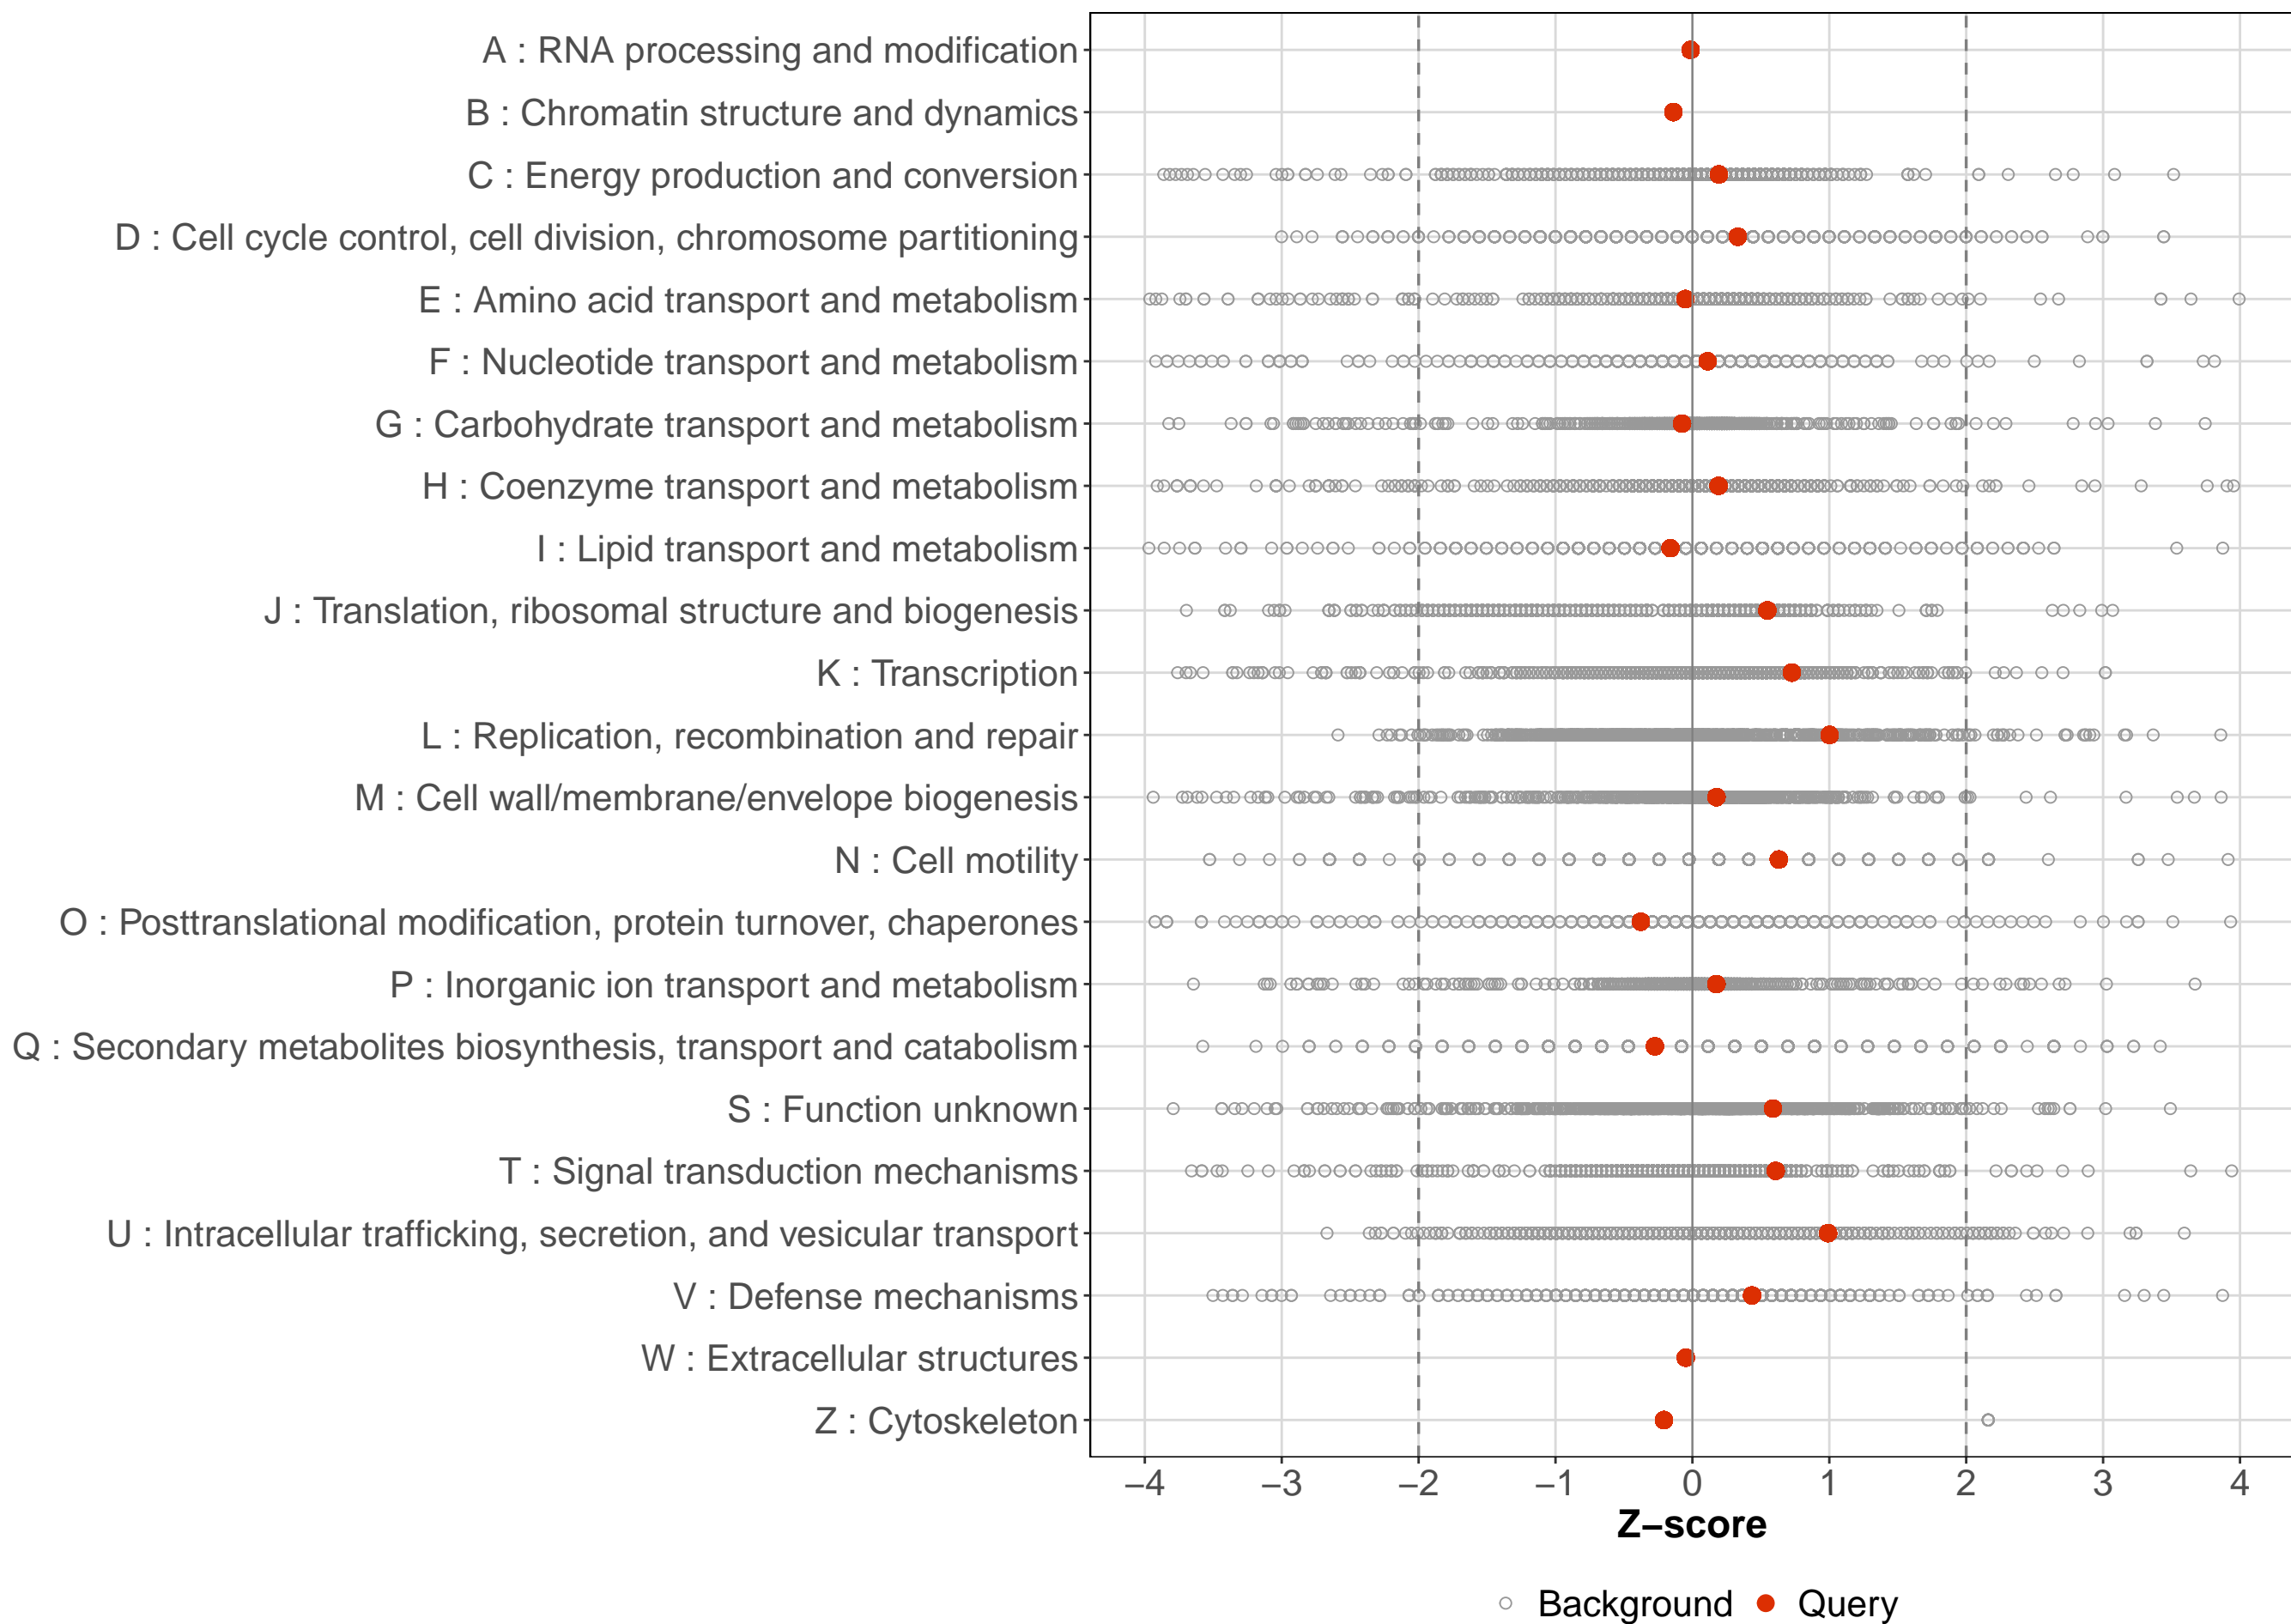 A : RNA processing and modification
B : Chromatin structure and dynamics
C : Energy production and conversion
D : Cell cycle control, cell division, chromosome partitioning
E : Amino acid transport and metabolism
F : Nucleotide transport and metabolism
G : Carbohydrate transport and metabolism
H : Coenzyme transport and metabolism
I : Lipid transport and metabolism
J : Translation, ribosomal structure and biogenesis
K : Transcription
L : Replication, recombination and repair
M : Cell wall/membrane/envelope biogenesis
N : Cell motility
O : Posttranslational modification, protein turnover, chaperones
P : Inorganic ion transport and metabolism
Q : Secondary metabolites biosynthesis, transport and catabolism
S : Function unknown
T : Signal transduction mechanisms
U : Intracellular trafficking, secretion, and vesicular transport
V : Defense mechanisms
W : Extracellular structures
Z : Cytoskeleton
−4 −3 −2 −1 0 1 2 3 4
Z−score
Background Query